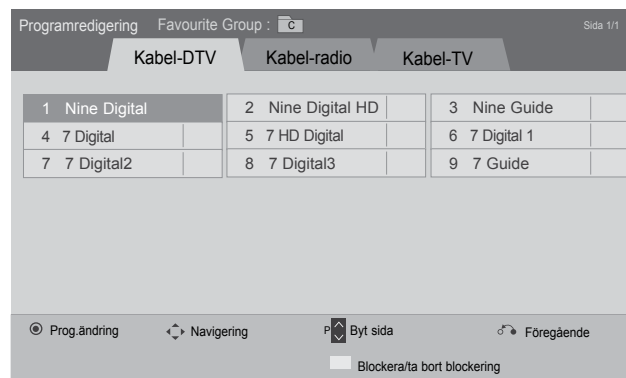 Programredigering Favourite Group : C Sida 1/1
Kabel-DTV Kabel-radio Kabel-TV
1 Nine Digital 2 Nine Digital HD 3 Nine Guide
4 7 Digital 5 7 HD Digital 6 7 Digital 1
7 7 Digital2 8 7 Digital3 9 7 Guide
Prog.ändring Navigering P Byt sida Föregående
Blockera/ta bort blockering